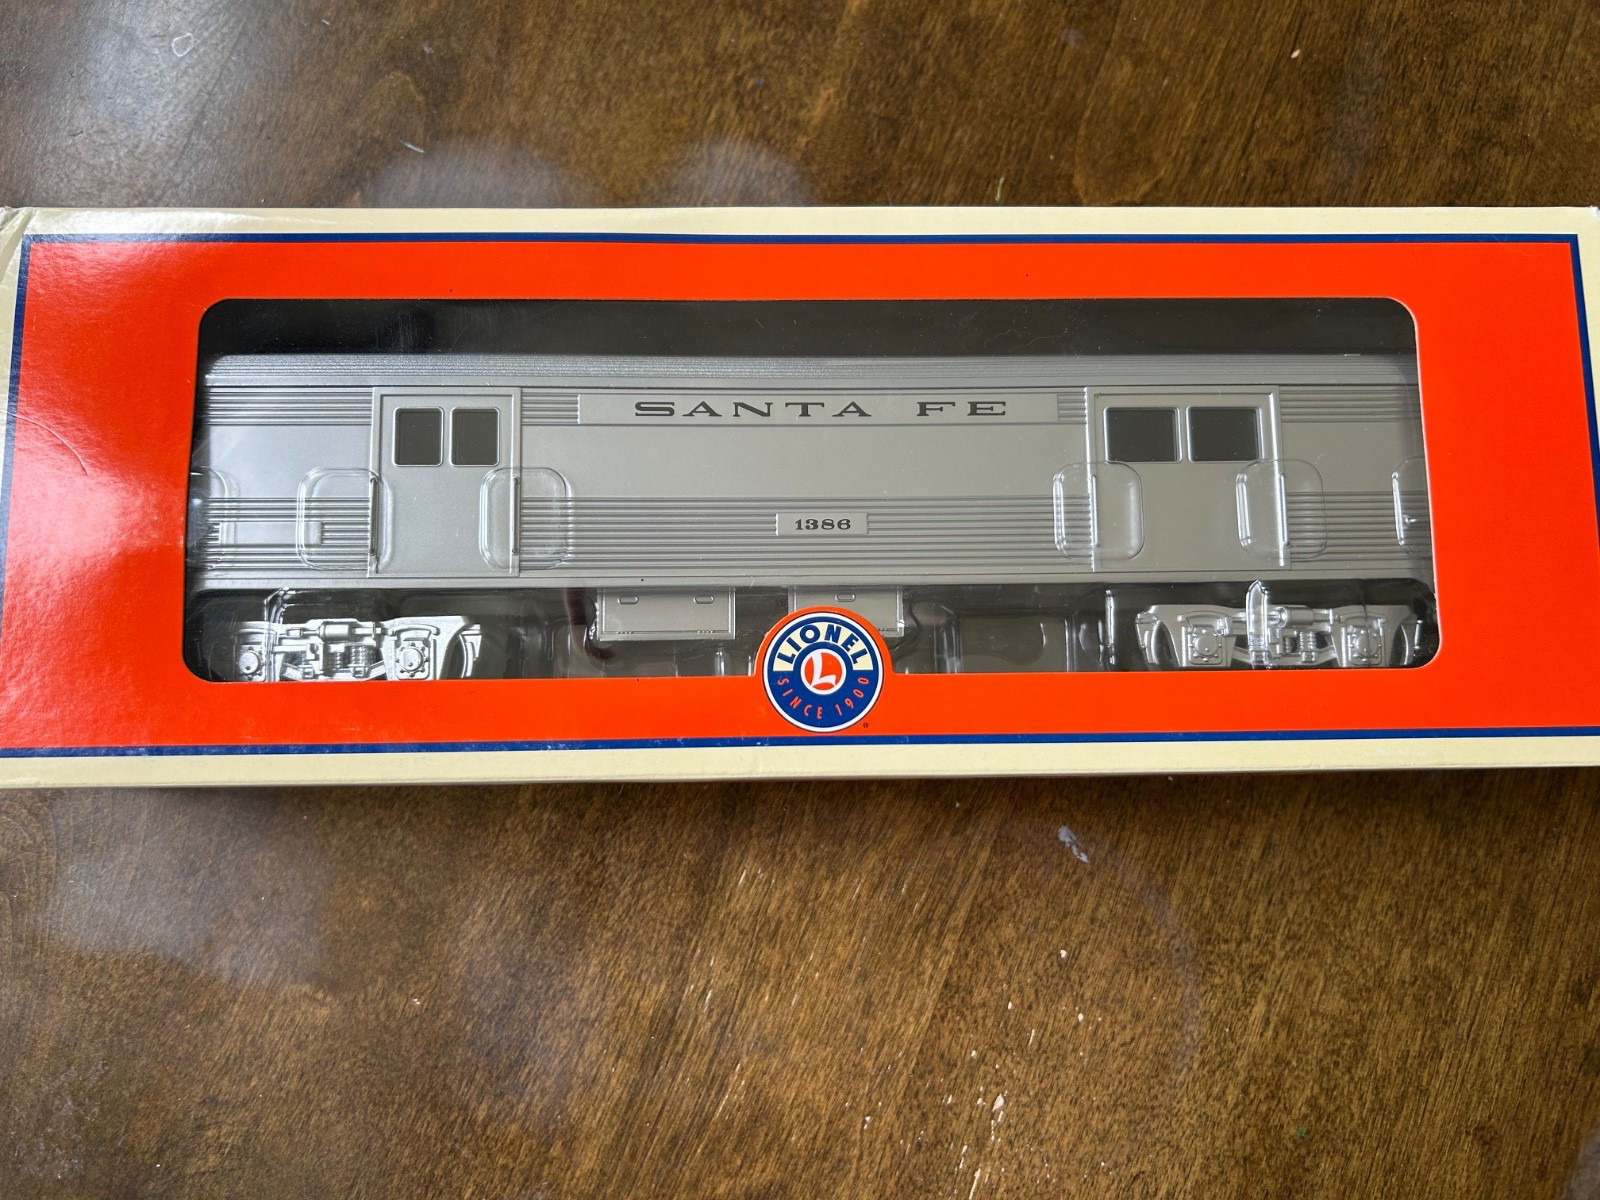 SANTA FE
1386
LIONEL
L
SINCE 1900